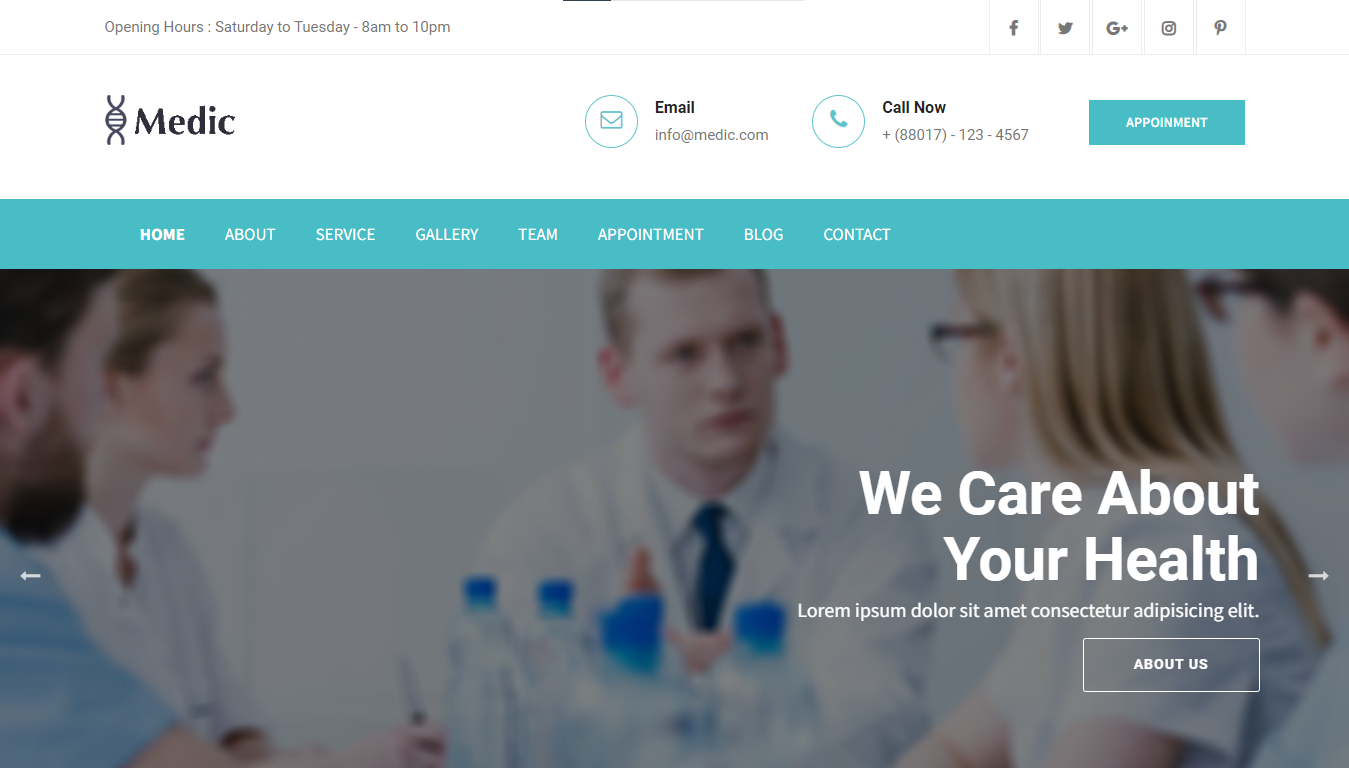 Opening Hours : Saturday to Tuesday - 8am to 10pm
Medic
Email
info@medic.com
Call Now
+ (88017) - 123 - 4567
APPOINMENT
HOME ABOUT SERVICE GALLERY TEAM APPOINTMENT BLOG CONTACT
We Care About
Your Health
Lorem ipsum dolor sit amet consectetur adipisicing elit.
ABOUT US